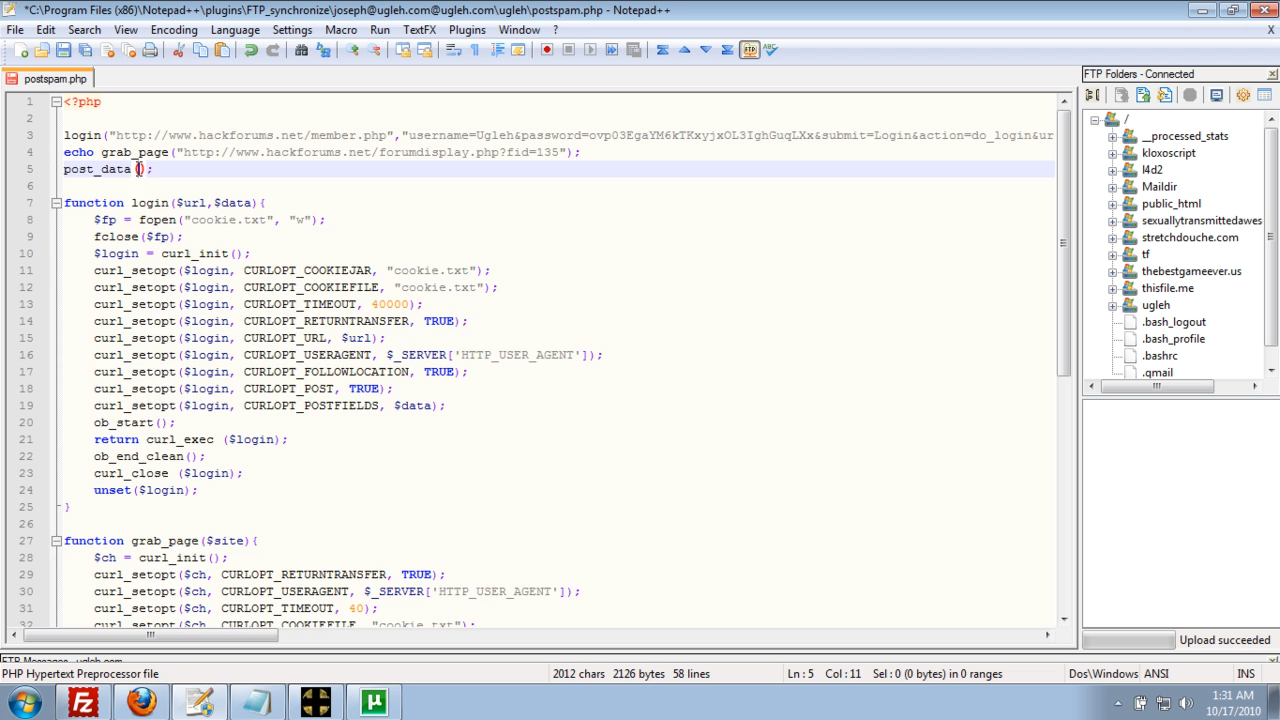 *C:\Program Files (x86)\Notepad++\plugins\FTP_synchronize\joseph@ugleh.com@ugleh.com\ugleh\postspam.php - Notepad++
File Edit Search View Encoding Language Settings Macro Run TextFX Plugins Window ?
postspam.php
FTP Folders - Connected
1 <?php
2
3 login("http://www.hackforums.net/member.php","username=Ugleh&password=ovp03EgaYM6kTKxyjxOL3IghGuqLXx&submit=Login&action=do_login&ur
4 echo grab_page("http://www.hackforums.net/forumdisplay.php?fid=135");
5 post_data();
6
7 function login($url,$data){
8 $fp = fopen("cookie.txt", "w");
9 fclose($fp);
10 $login = curl_init();
11 curl_setopt($login, CURLOPT_COOKIEJAR, "cookie.txt");
12 curl_setopt($login, CURLOPT_COOKIEFILE, "cookie.txt");
13 curl_setopt($login, CURLOPT_TIMEOUT, 40000);
14 curl_setopt($login, CURLOPT_RETURNTRANSFER, TRUE);
15 curl_setopt($login, CURLOPT_URL, $url);
16 curl_setopt($login, CURLOPT_USERAGENT, $_SERVER['HTTP_USER_AGENT']);
17 curl_setopt($login, CURLOPT_FOLLOWLOCATION, TRUE);
18 curl_setopt($login, CURLOPT_POST, TRUE);
19 curl_setopt($login, CURLOPT_POSTFIELDS, $data);
20 ob_start();
21 return curl_exec ($login);
22 ob_end_clean();
23 curl_close ($login);
24 unset($login);
25 }
26
27 function grab_page($site){
28 $ch = curl_init();
29 curl_setopt($ch, CURLOPT_RETURNTRANSFER, TRUE);
30 curl_setopt($ch, CURLOPT_USERAGENT, $_SERVER['HTTP_USER_AGENT']);
31 curl_setopt($ch, CURLOPT_TIMEOUT, 40);
32 curl_setopt($ch, CURLOPT_COOKIEFILE, "cookie.txt");
/
__processed_stats
kloxoscript
l4d2
Maildir
public_html
sexuallytransmittedawes
stretchdouche.com
tf
thebestgameever.us
thisfile.me
ugleh
.bash_logout
.bash_profile
.bashrc
.qmail
Upload succeeded
FTP Messages - ugleh.com
PHP Hypertext Preprocessor file 2012 chars 2126 bytes 58 lines Ln : 5 Col : 11 Sel : 0 (0 bytes) in 0 ranges Dos\Windows ANSI INS
1:31 AM
10/17/2010